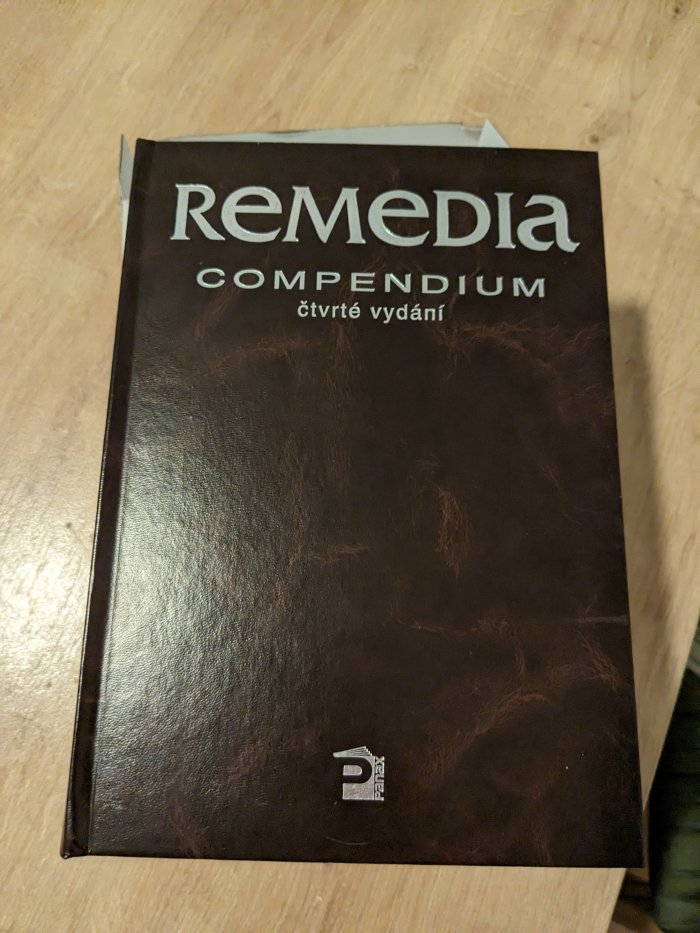 ReMeDIa
COMPENDIUM
čtvrté vydání
Panax